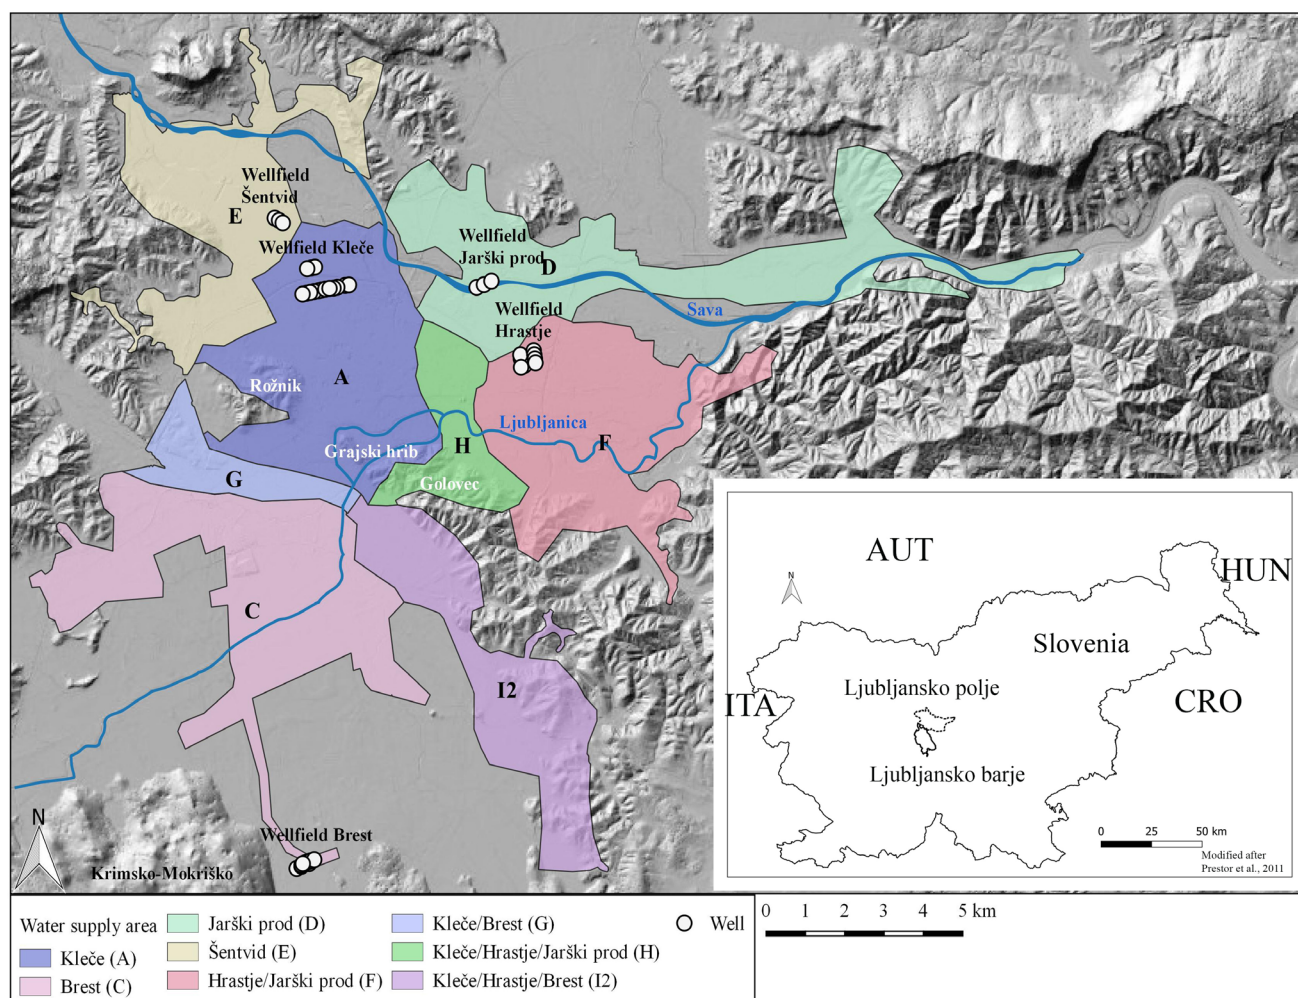 Wellfield
Šentvid
E
Wellfield Kleče
Wellfield
Jarški prod
D
Wellfield
Hrastje
Sava
Rožnik
A
Ljubljanica
Grajski hrib
H
F
G
Golovec
C
I2
Wellfield Brest
Krimsko-Mokriško
N
AUT
HUN
N
Slovenia
Ljubljansko polje
ITA
CRO
Ljubljansko barje
0 25 50 km
Modified after
Prestor et al., 2011
Water supply area
Kleče (A)
Brest (C)
Jarški prod (D)
Šentvid (E)
Hrastje/Jarški prod (F)
Kleče/Brest (G)
Kleče/Hrastje/Jarški prod (H)
Kleče/Hrastje/Brest (I2)
Well
0 1 2 3 4 5 km